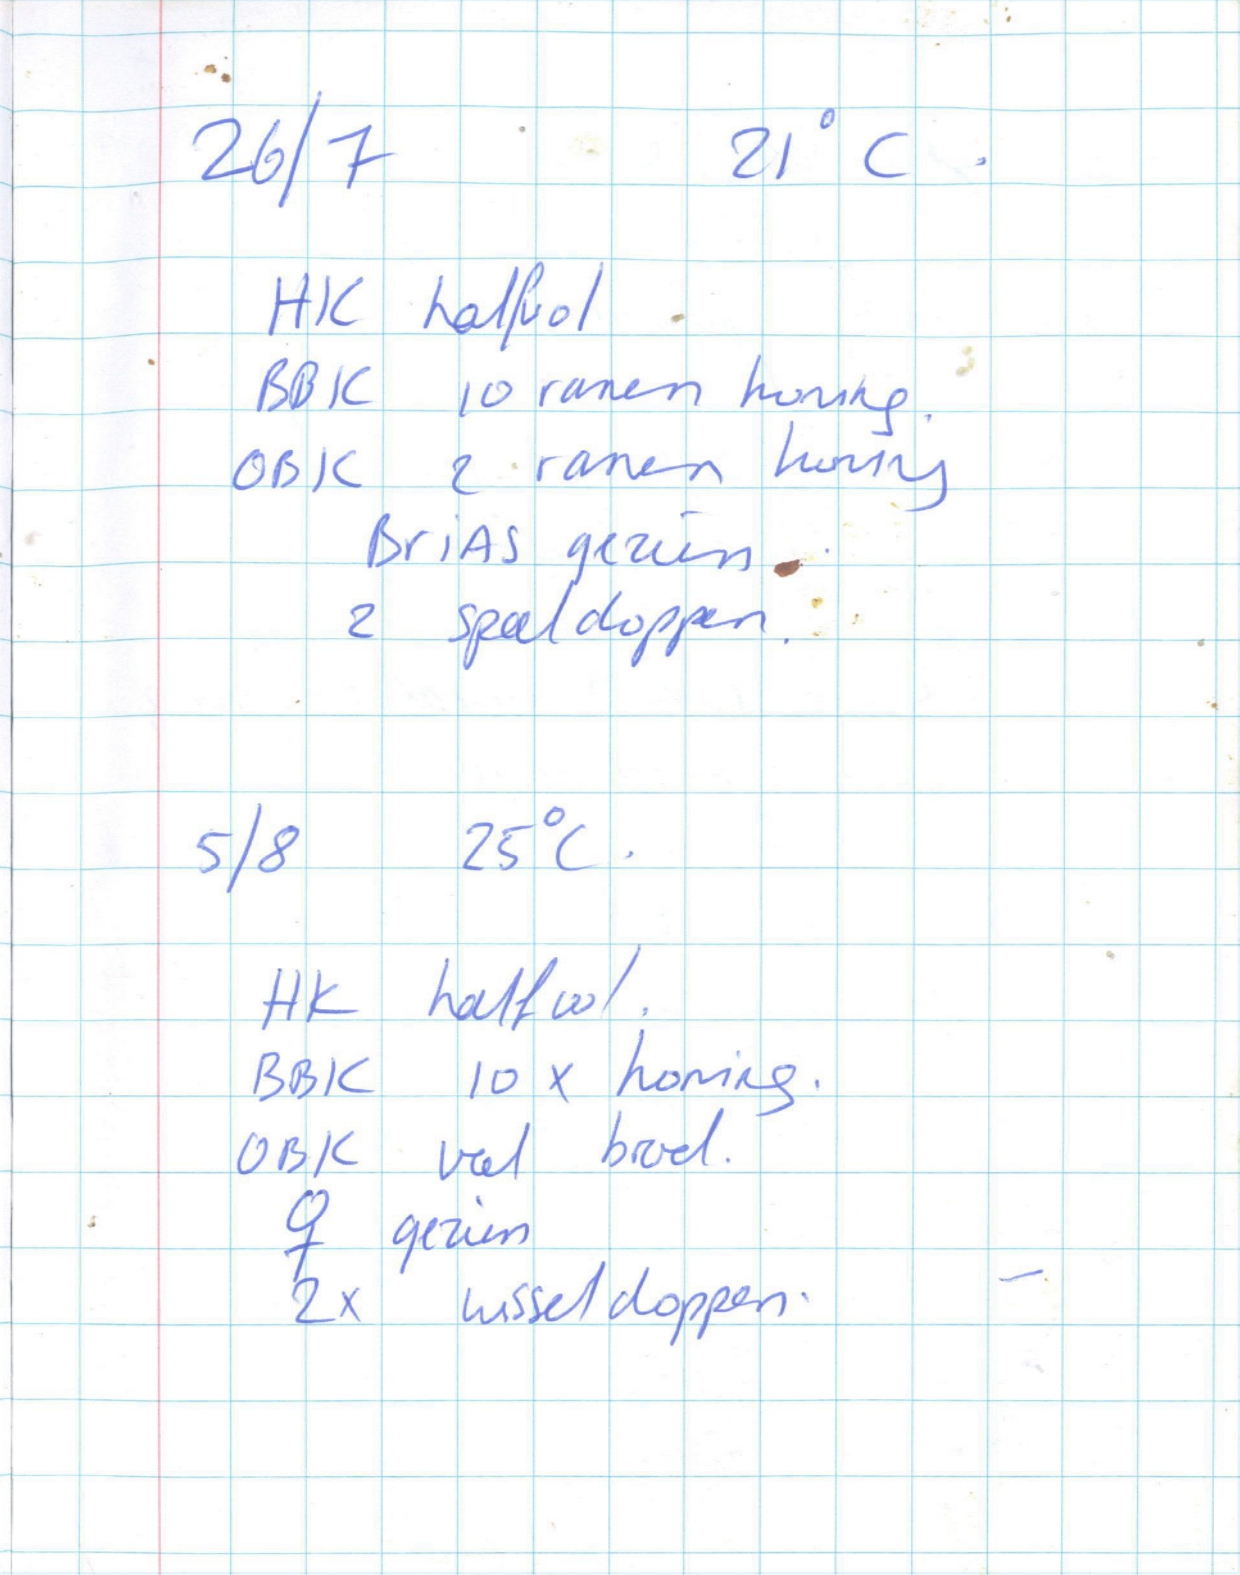 26/7 21°C.
HK halfvol
BBK 10 ramen honing.
OBK 2 ramen honing
BriAS gezien.
2 speeldoppen.
5/8 25°C.
HK halfvol.
BBK 10 x honing.
OBK veel broed.
♀ gezien
2x wisseldoppen.